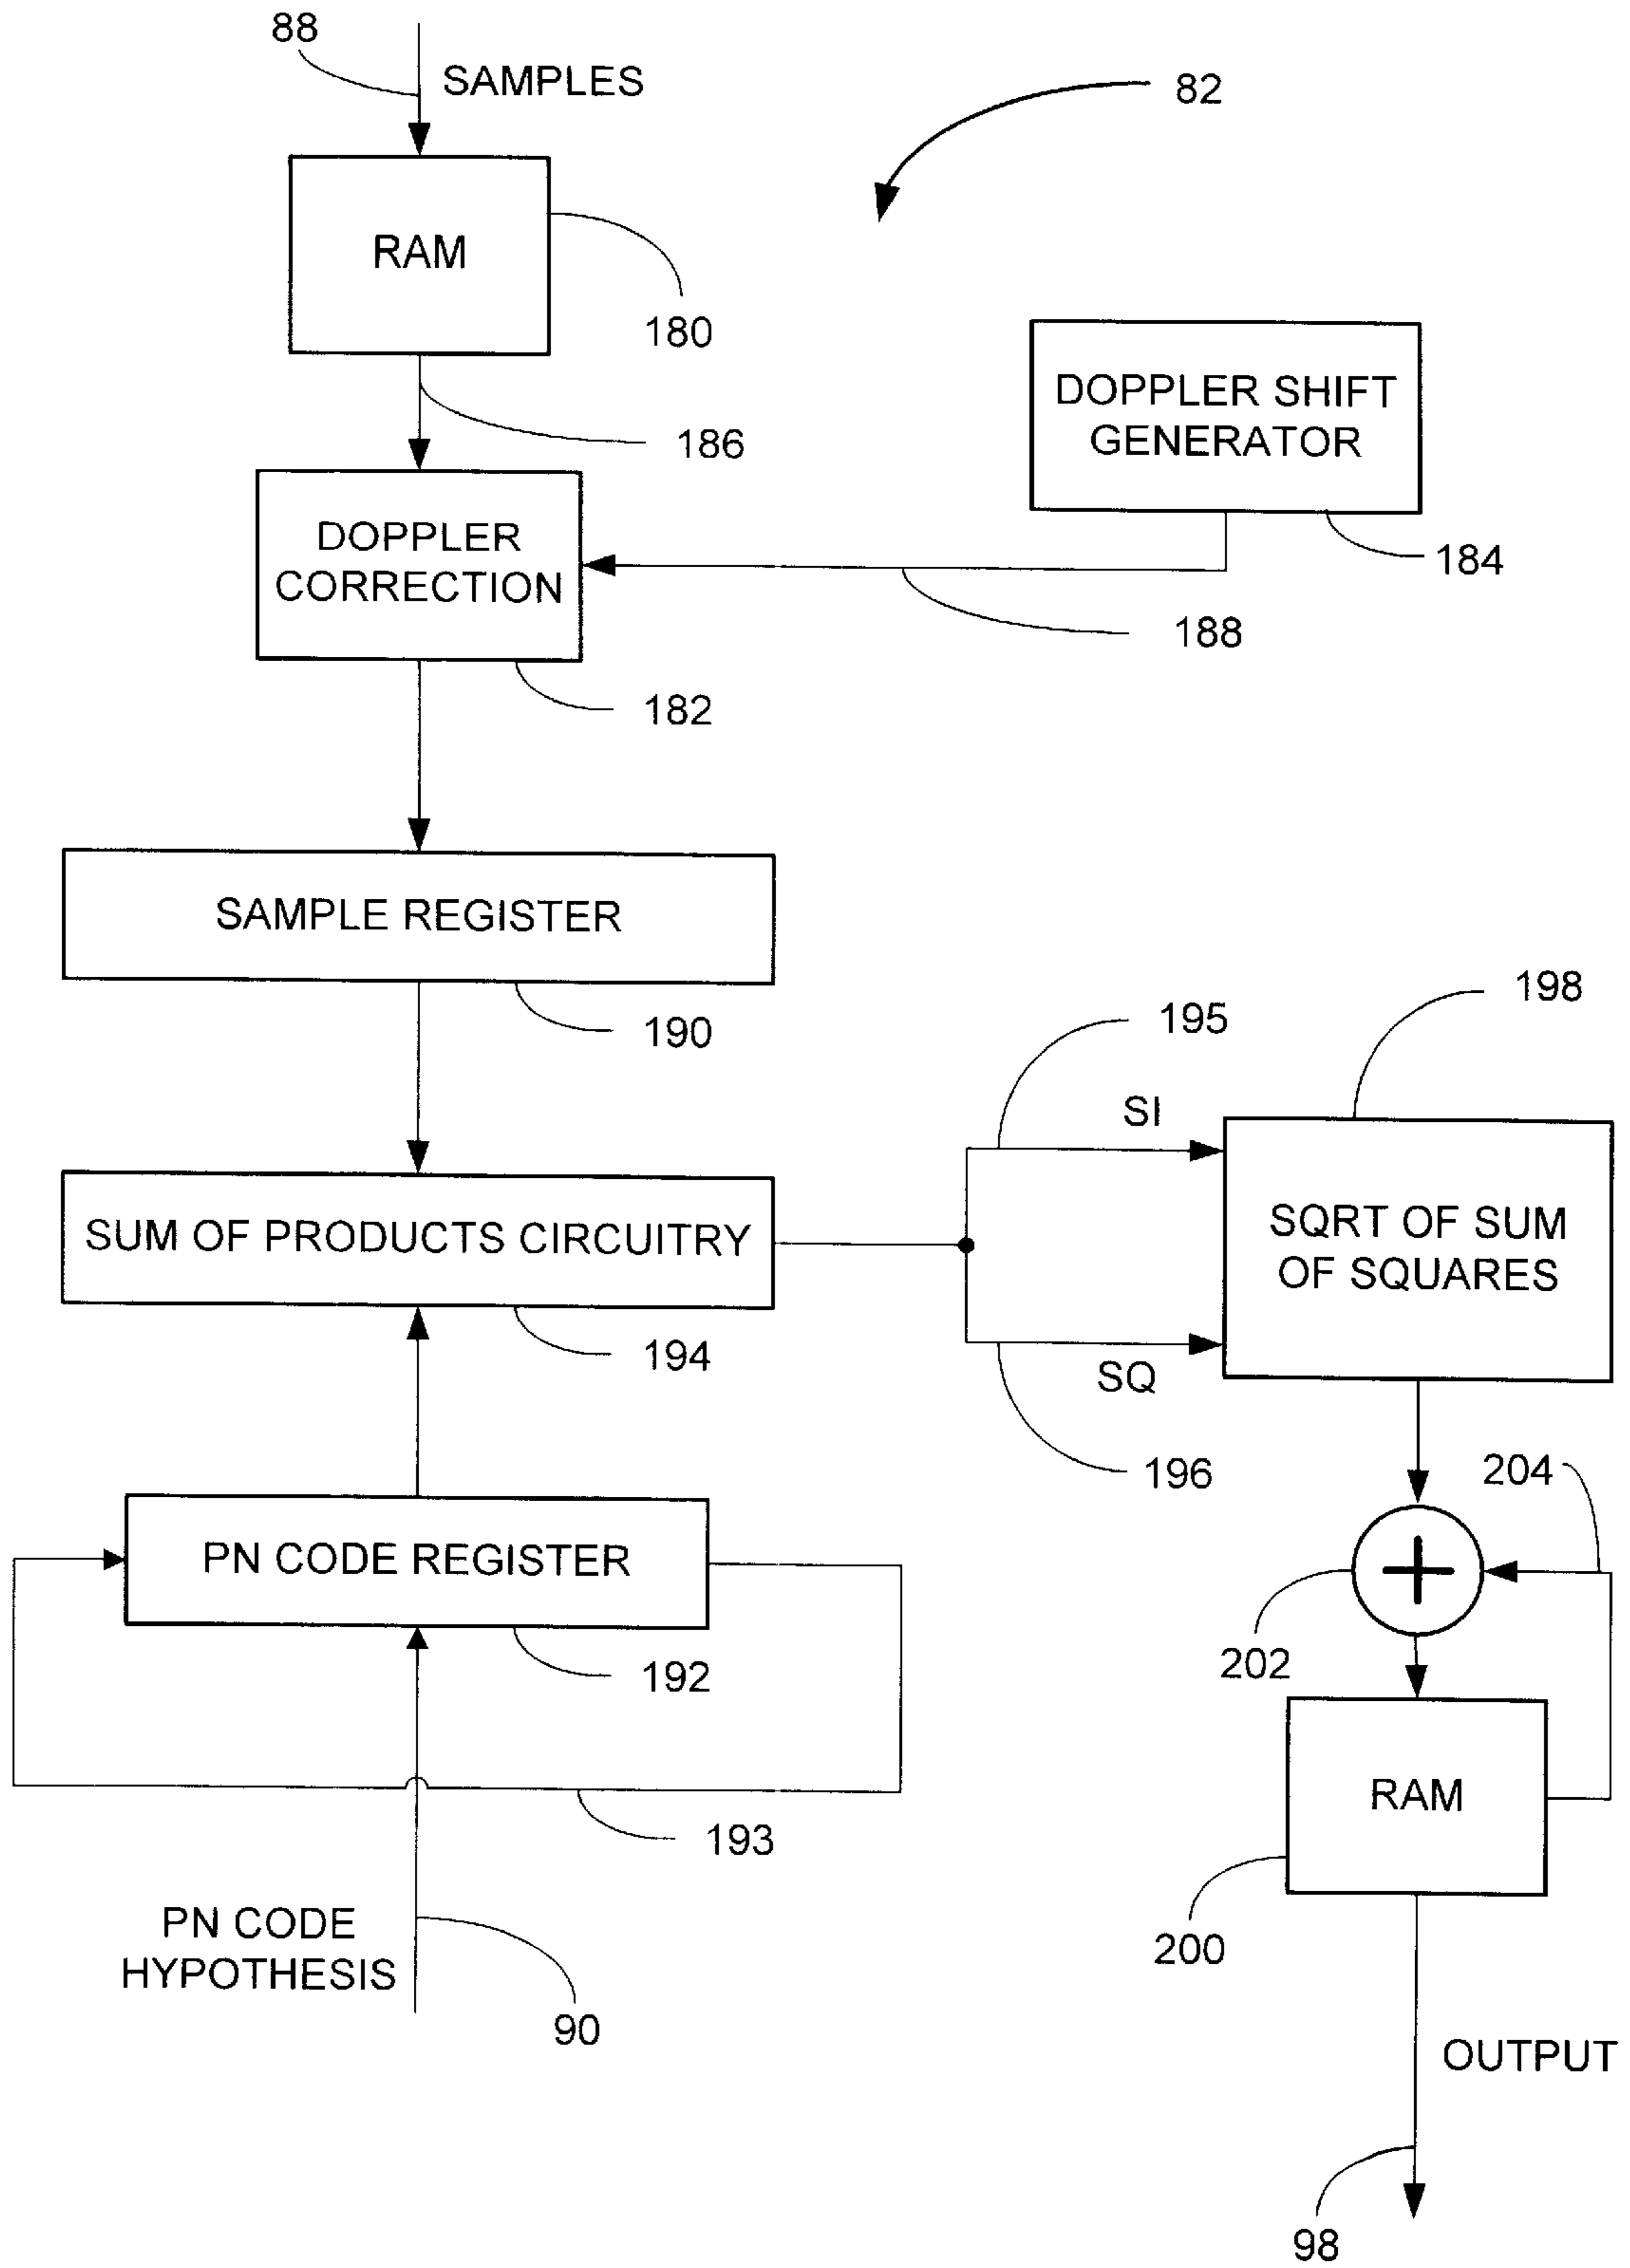 88
SAMPLES
82
RAM
180
DOPPLER SHIFT
GENERATOR
186
184
DOPPLER
CORRECTION
188
182
SAMPLE REGISTER
190
195
198
SI
SUM OF PRODUCTS CIRCUITRY
SQRT OF SUM
OF SQUARES
194
SQ
196
204
PN CODE REGISTER
192
202
193
RAM
PN CODE
HYPOTHESIS
90
200
OUTPUT
98